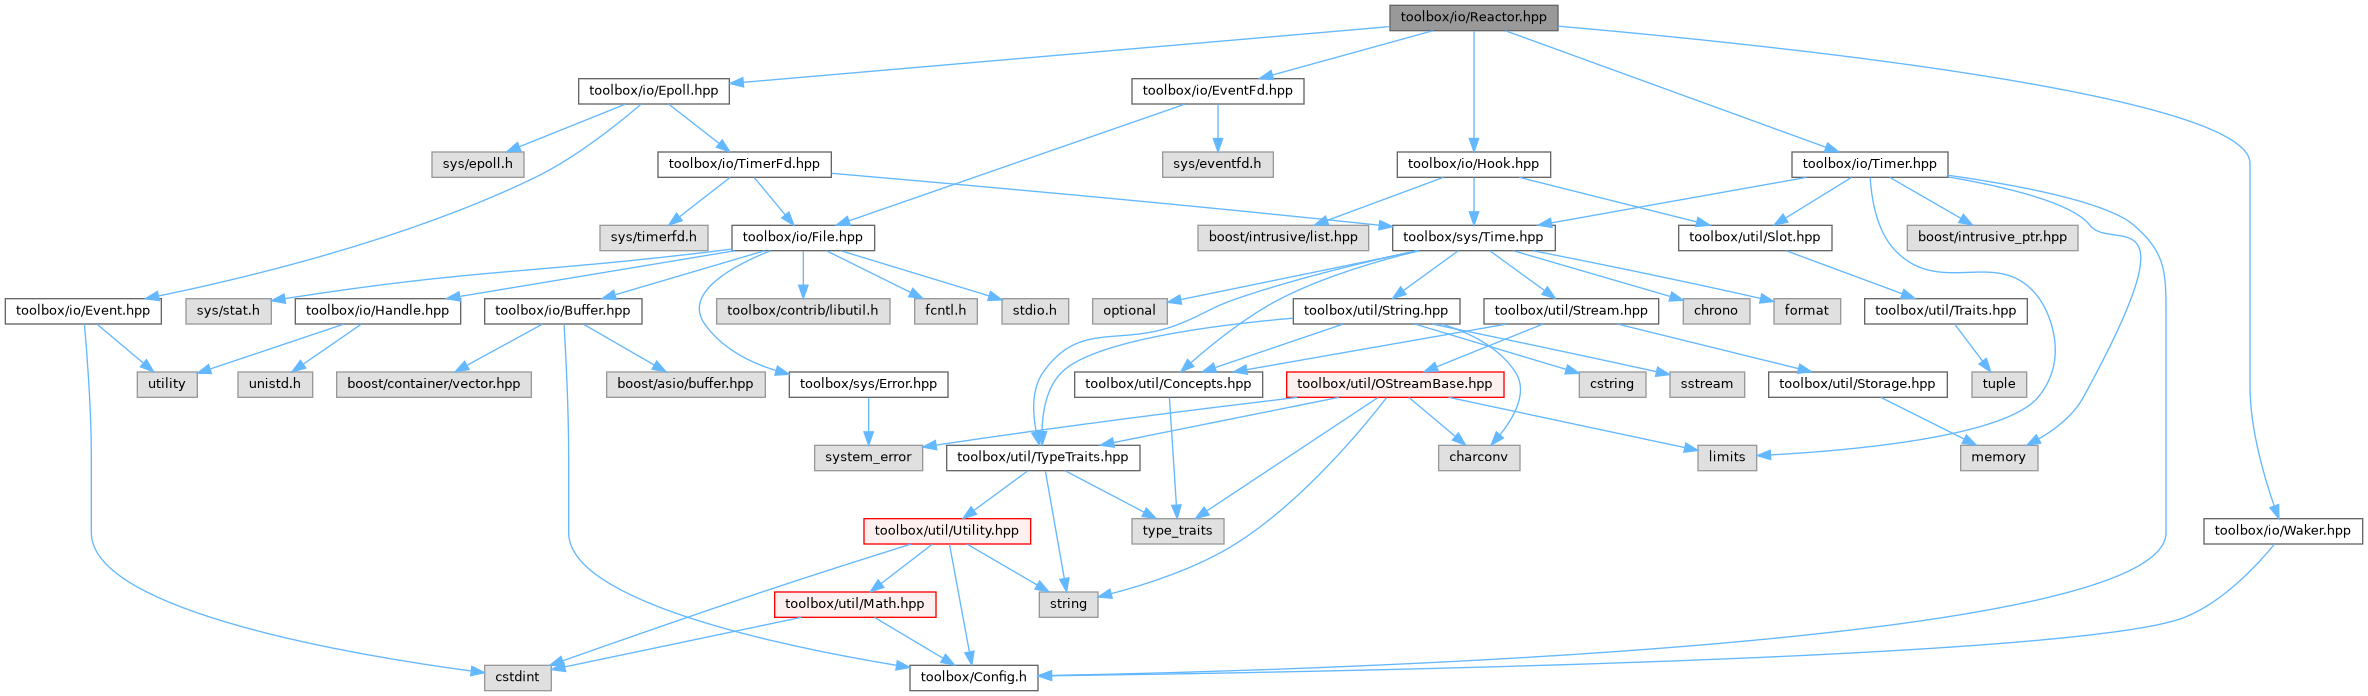 toolbox/io/Reactor.hpp
toolbox/io/Epoll.hpp
toolbox/io/EventFd.hpp
sys/epoll.h
toolbox/io/TimerFd.hpp
sys/eventfd.h
toolbox/io/Hook.hpp
toolbox/io/Timer.hpp
sys/timerfd.h
toolbox/io/File.hpp
boost/intrusive/list.hpp
toolbox/sys/Time.hpp
toolbox/util/Slot.hpp
boost/intrusive_ptr.hpp
toolbox/io/Event.hpp
sys/stat.h
toolbox/io/Handle.hpp
toolbox/io/Buffer.hpp
toolbox/contrib/libutil.h
fcntl.h
stdio.h
optional
toolbox/util/String.hpp
toolbox/util/Stream.hpp
chrono
format
toolbox/util/Traits.hpp
utility
unistd.h
boost/container/vector.hpp
boost/asio/buffer.hpp
toolbox/sys/Error.hpp
toolbox/util/Concepts.hpp
toolbox/util/OStreamBase.hpp
cstring
sstream
toolbox/util/Storage.hpp
tuple
system_error
toolbox/util/TypeTraits.hpp
charconv
limits
memory
toolbox/util/Utility.hpp
type_traits
toolbox/io/Waker.hpp
toolbox/util/Math.hpp
string
cstdint
toolbox/Config.h